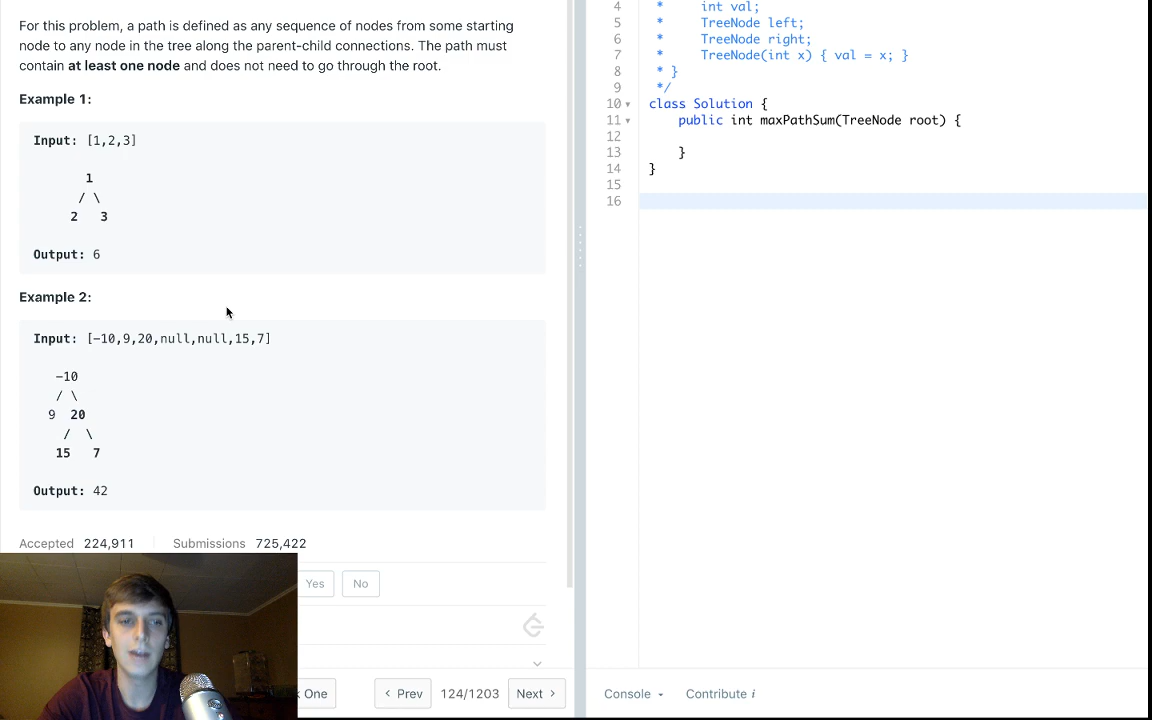 For this problem, a path is defined as any sequence of nodes from some starting
node to any node in the tree along the parent-child connections. The path must
contain at least one node and does not need to go through the root.
Example 1:
Input: [1,2,3]
1
/ \
2 3
Output: 6
Example 2:
Input: [-10,9,20,null,null,15,7]
-10
/ \
9 20
/ \
15 7
Output: 42
Accepted 224,911 Submissions 725,422
Yes No
One
< Prev 124/1203 Next >
4 * int val;
5 * TreeNode left;
6 * TreeNode right;
7 * TreeNode(int x) { val = x; }
8 * }
9 */
10 class Solution {
11 public int maxPathSum(TreeNode root) {
12
13 }
14 }
15
16
Console Contribute i